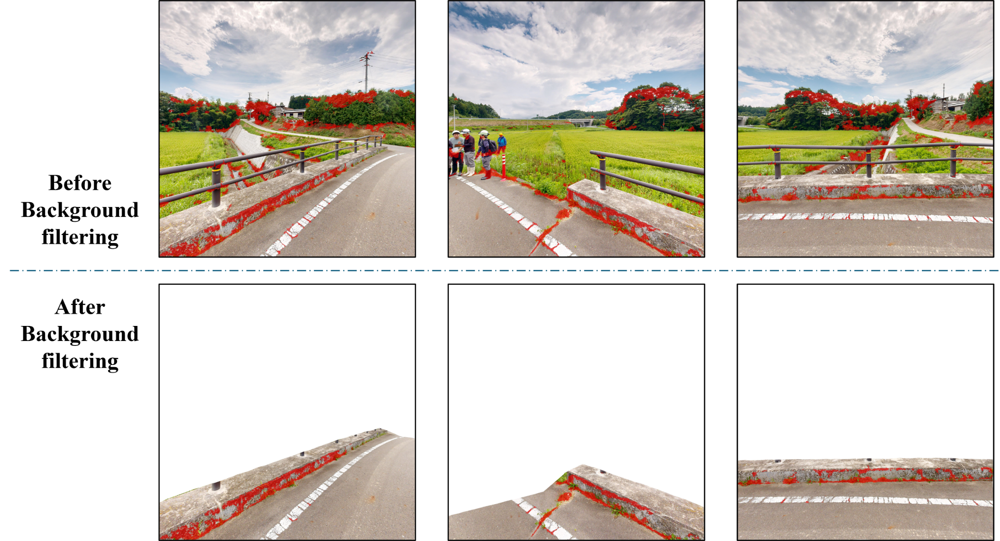 Before
Background
filtering
After
Background
filtering